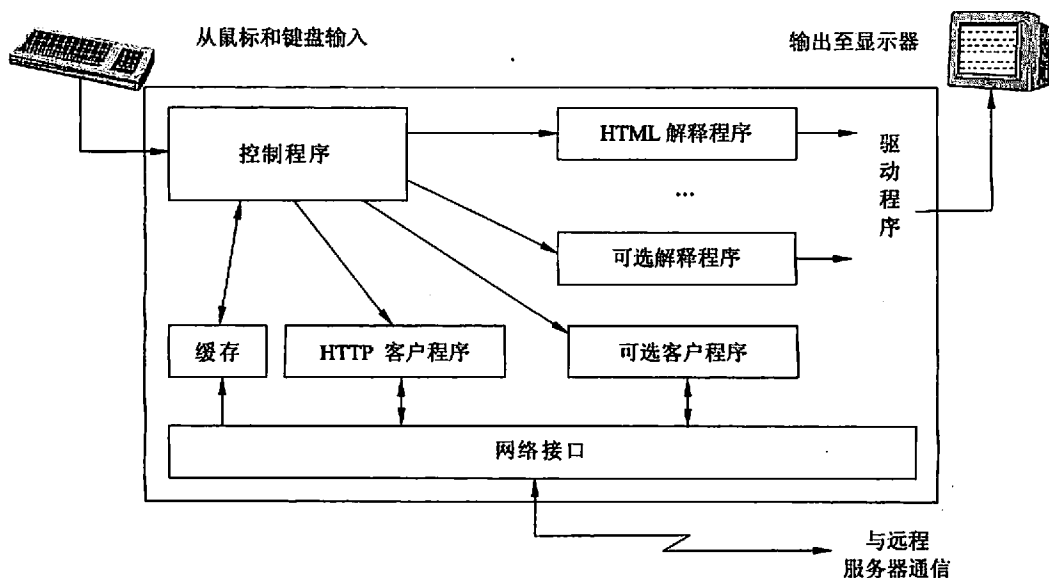 从鼠标和键盘输入
输出至显示器
控制程序
HTML 解释程序
...
可选解释程序
驱动程序
缓存
HTTP 客户程序
可选客户程序
网络接口
与远程
服务器通信